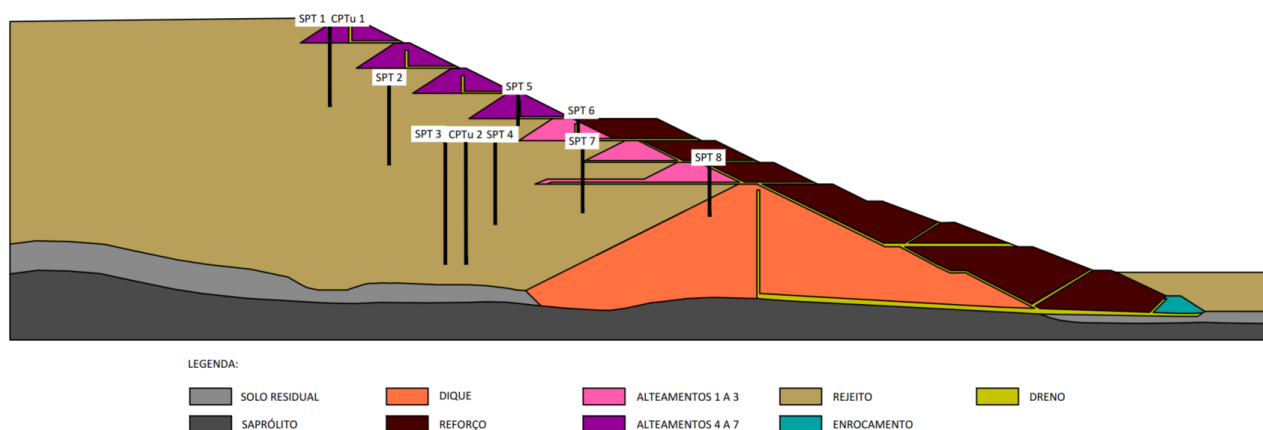 SPT 1 CPTu 1
SPT 2
SPT 5
SPT 6
SPT 3 CPTu 2 SPT 4
SPT 7
SPT 8
LEGENDA:
SOLO RESIDUAL DIQUE ALTEAMENTOS 1 A 3 REJEITO DRENO
SAPRÓLITO REFORÇO ALTEAMENTOS 4 A 7 ENROCAMENTO